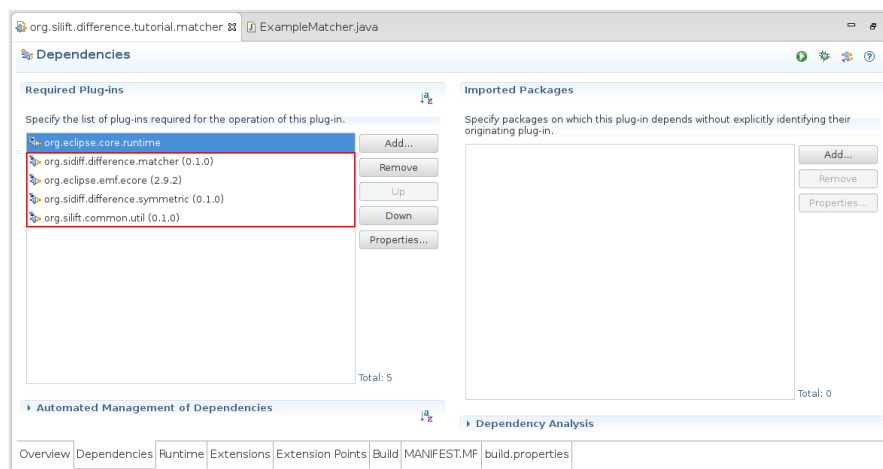 org.silift.difference.tutorial.matcher ExampleMatcher.java
Dependencies
Required Plug-ins
Specify the list of plug-ins required for the operation of this plug-in.
org.eclipse.core.runtime
org.sidiff.difference.matcher (0.1.0)
org.eclipse.emf.ecore (2.9.2)
org.sidiff.difference.symmetric (0.1.0)
org.silift.common.util (0.1.0)
Add...
Remove
Up
Down
Properties...
Total: 5
Automated Management of Dependencies
Imported Packages
Specify packages on which this plug-in depends without explicitly identifying their
originating plug-in.
Add...
Remove
Properties...
Total: 0
Dependency Analysis
Overview Dependencies Runtime Extensions Extension Points Build MANIFEST.MF build.properties